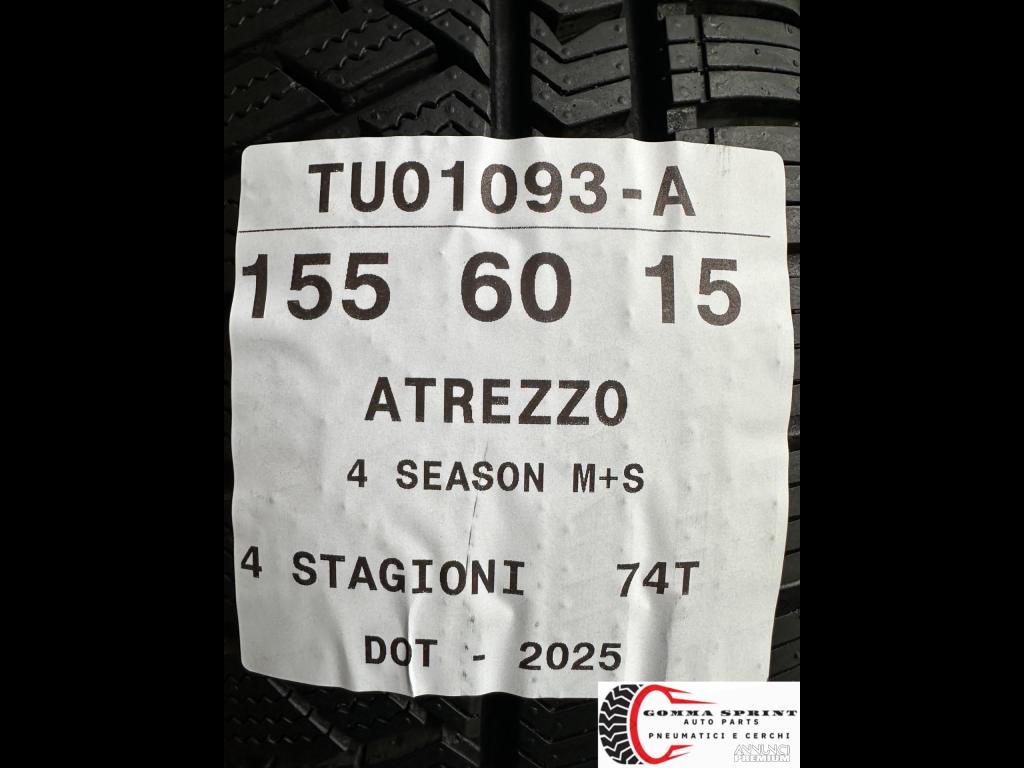 TU01093-A
155 60 15
ATREZZO
4 SEASON M+S
4 STAGIONI 74T
DOT - 2025
GOMMA SPRINT
AUTO PARTS
PNEUMATICI E CERCHI
ANNUNCI
PREMIUM